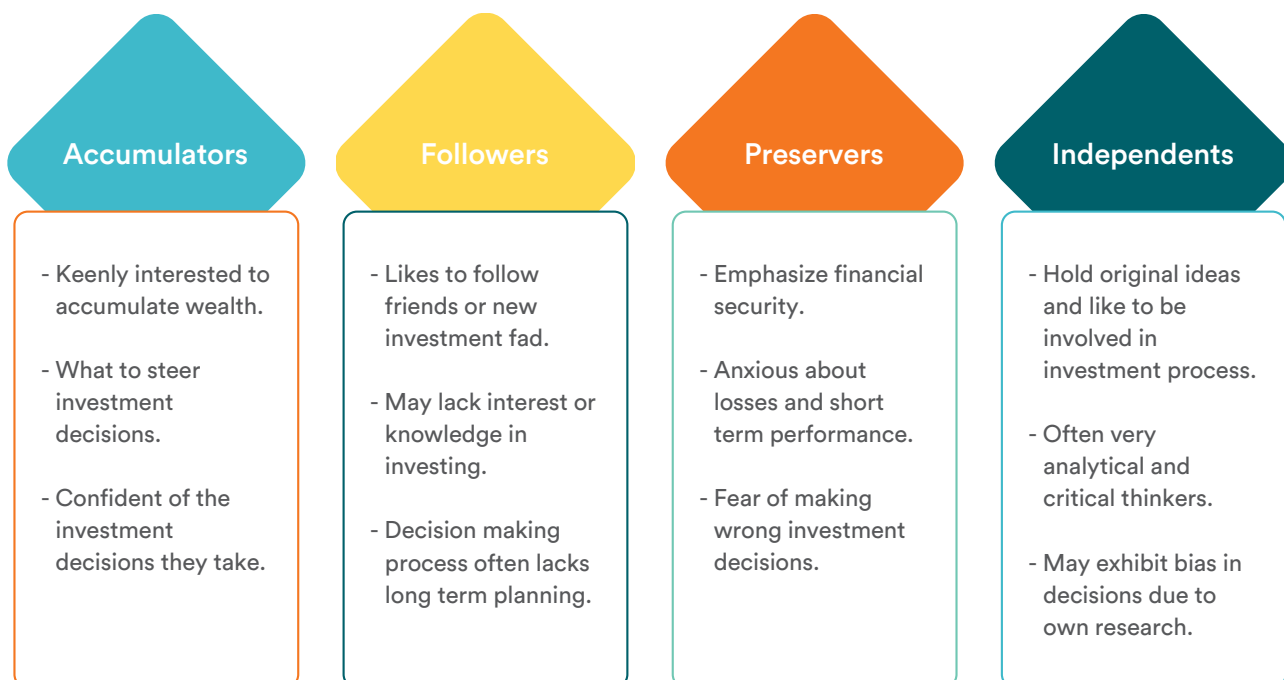 Accumulators
- Keenly interested to
accumulate wealth.
- What to steer
investment
decisions.
- Confident of the
investment
decisions they take.
Followers
- Likes to follow
friends or new
investment fad.
- May lack interest or
knowledge in
investing.
- Decision making
process often lacks
long term planning.
Preservers
- Emphasize financial
security.
- Anxious about
losses and short
term performance.
- Fear of making
wrong investment
decisions.
Independents
- Hold original ideas
and like to be
involved in
investment process.
- Often very
analytical and
critical thinkers.
- May exhibit bias in
decisions due to
own research.